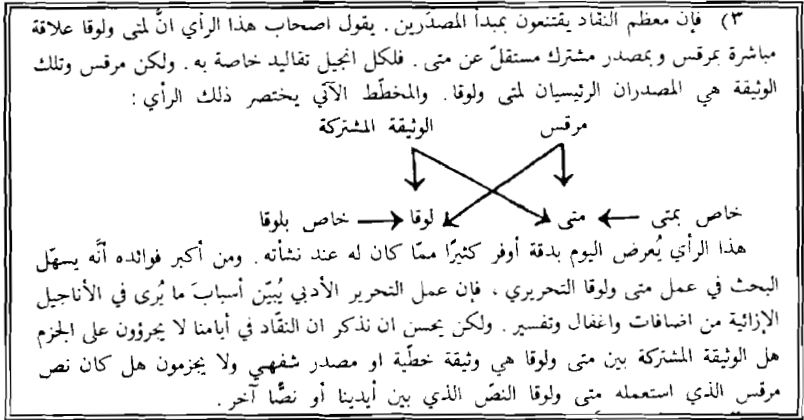 ٣) فإن معظم النقاد يقتنعون بمبدأ المصدَرين . يقول اصحاب هذا الرأي انَّ لمتى ولوقا علاقة
مباشرة بمرقس وبمصدر مشترك مستقلّ عن متى . فلكل انجيل تقاليد خاصة به . ولكن مرقس وتلك
الوثيقة هي المصدران الرئيسيان لمتى ولوقا . والمخطّط الآتي يختصر ذلك الرأي :
مرقس الوثيقة المشتركة
خاص بمتى متى لوقا خاص بلوقا
هذا الرأي يُعرض اليوم بدقة أوفر كثيرًا ممّا كان له عند نشأته . ومن أكبر فوائده أنَّه يسهّل
البحث في عمل متى ولوقا التحريري ، فإن عمل التحرير الأدبي يُبيّن أسبابَ ما يُرى في الأناجيل
الإزائية من اضافات واغفال وتفسير . ولكن يحسن ان نذكر ان النقّاد في أيامنا لا يجرؤون على الجزم
هل الوثيقة المشتركة بين متى ولوقا هي وثيقة خطّية او مصدر شفهي ولا يجزمون هل كان نص
مرقس الذي استعمله متى ولوقا النصّ الذي بين أيدينا أو نصًّا آخر .